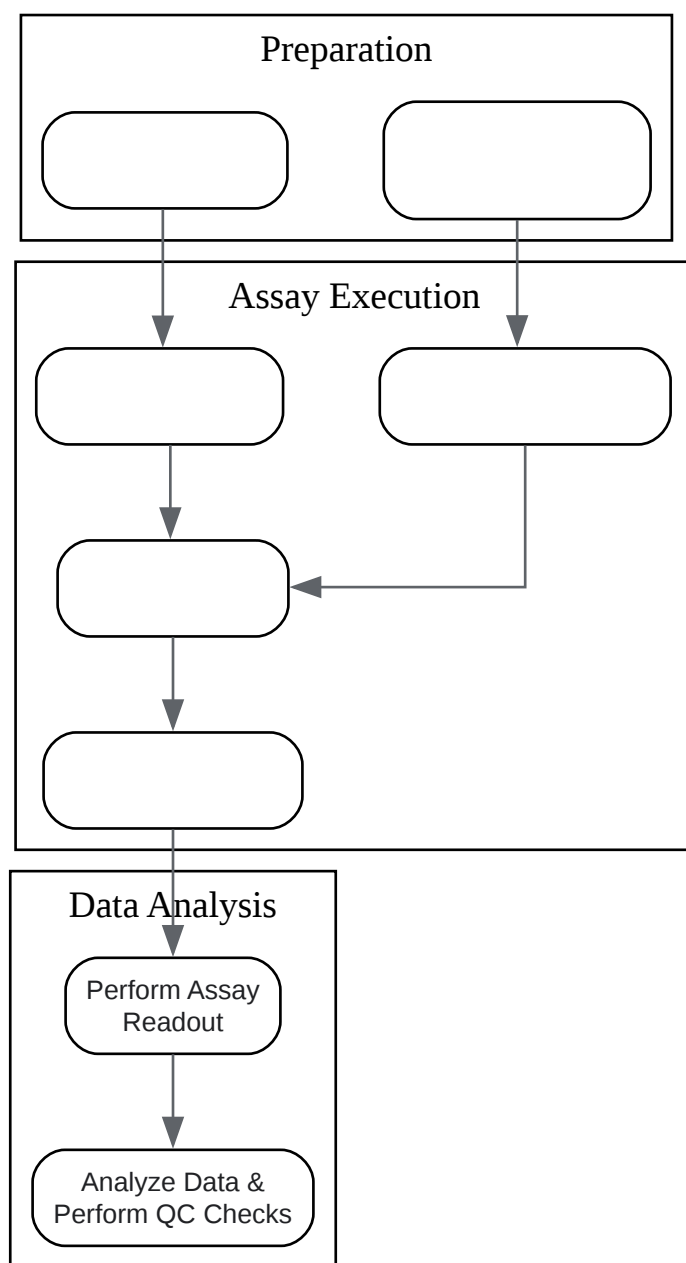 Preparation
Assay Execution
Data Analysis
Perform Assay
Readout
Analyze Data &
Perform QC Checks